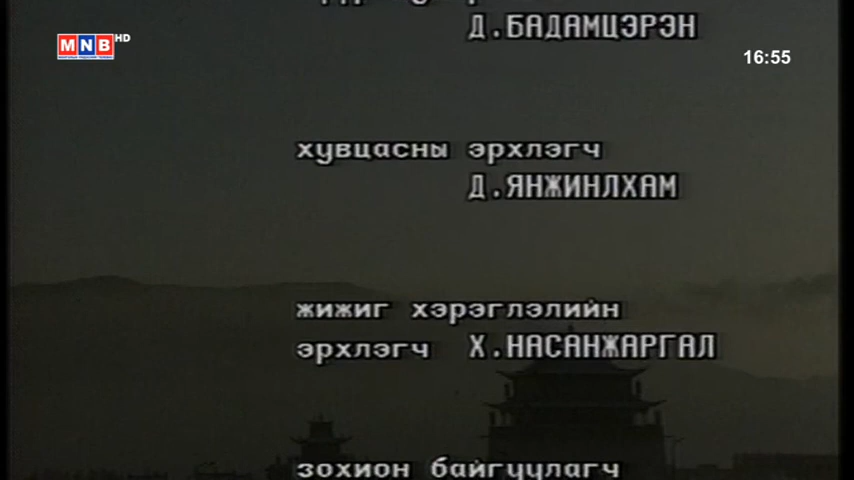 MNB HD
16:55
Д.БАДАМЦЭРЭН
хувцасны эрхлэгч
Д.ЯНЖИНЛХАМ
жижиг хэрэглэлийн
эрхлэгч Х.НАСАНЖАРГАЛ
зохион байгуулагч